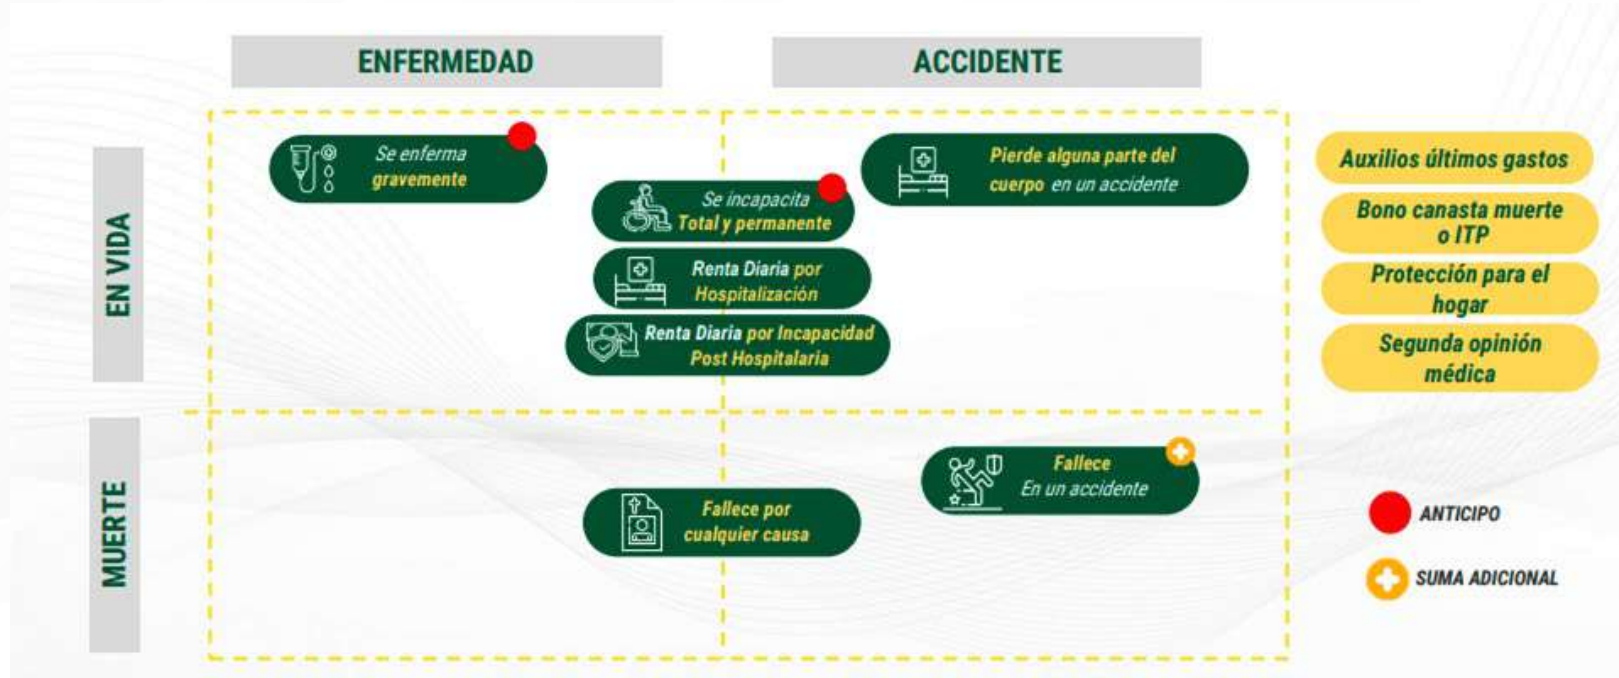 ENFERMEDAD
ACCIDENTE
EN VIDA
Se enferma
gravemente
Se incapacita
Total y permanente
Renta Diaria por
Hospitalización
Renta Diaria por Incapacidad
Post Hospitalaria
Pierde alguna parte del
cuerpo en un accidente
MUERTE
Fallece por
cualquier causa
Fallece
En un accidente
Auxilios últimos gastos
Bono canasta muerte
o ITP
Protección para el
hogar
Segunda opinión
médica
ANTICIPO
SUMA ADICIONAL